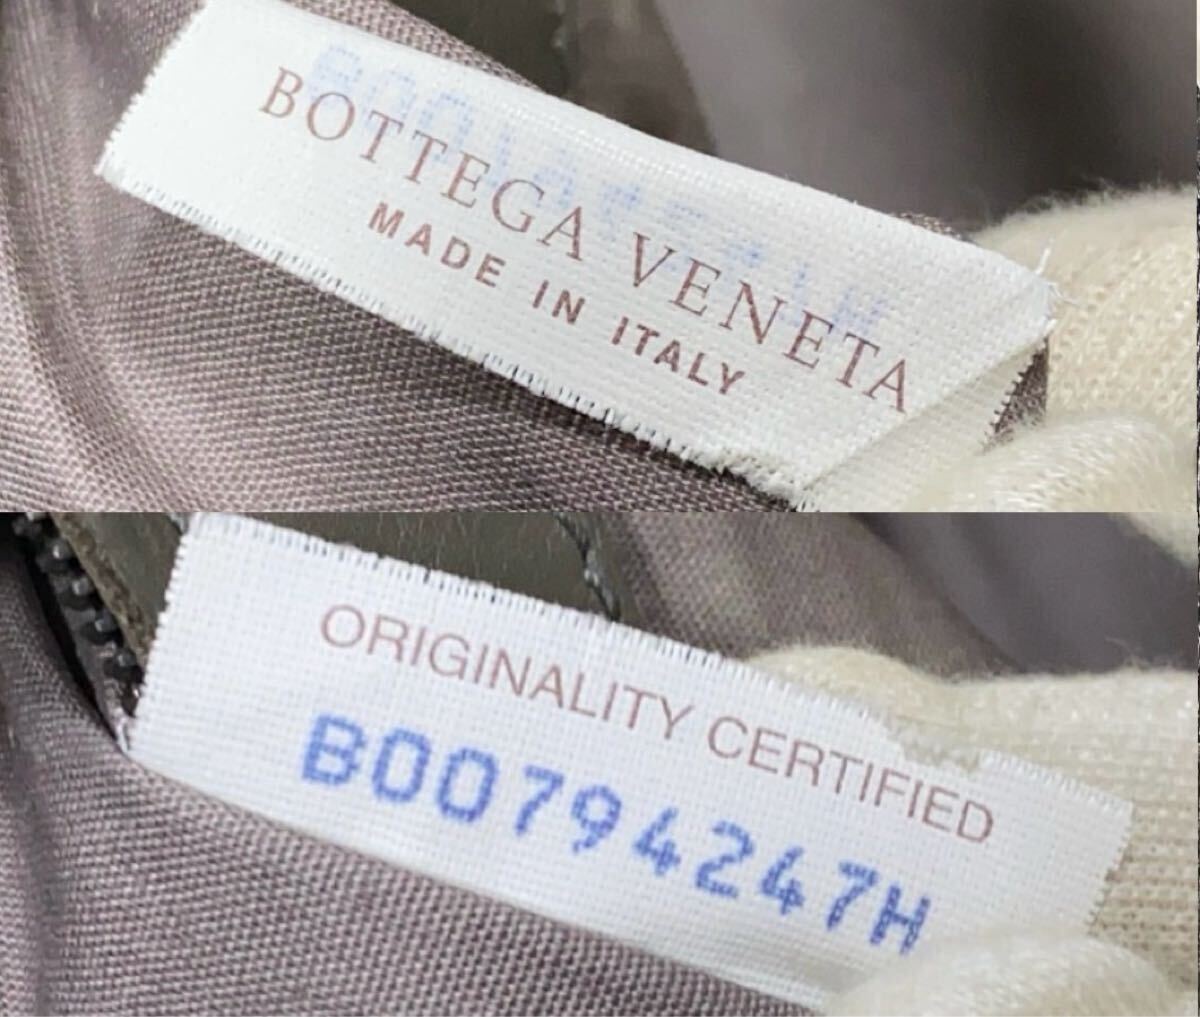 BOTTEGA VENETA
MADE IN ITALY
ORIGINALITY CERTIFIED
B00794247H